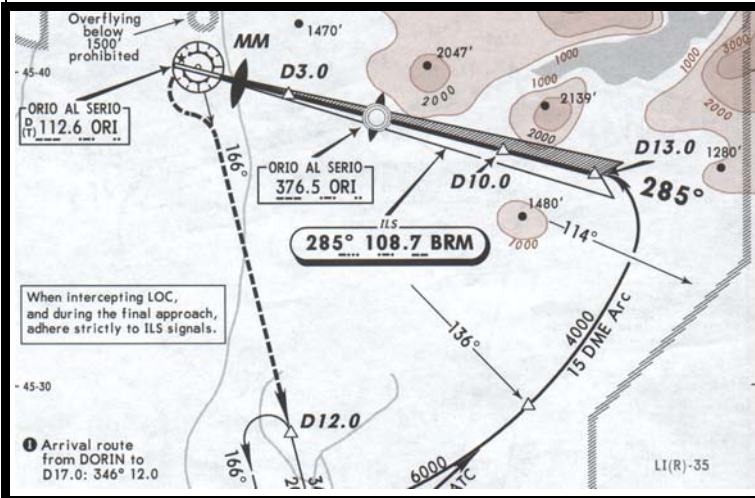 Overflying
below
1500'
prohibited
1470'
MM
45-40
D3.0
2047'
1000
2000
1000
2139'
2000
1000
3000
2000
ORIO AL SERIO
D
(T) 112.6 ORI
166°
ORIO AL SERIO
376.5 ORI
D10.0
D13.0
1280'
285°
ILS
285° 108.7 BRM
1480'
1000
114°
When intercepting LOC,
and during the final approach,
adhere strictly to ILS signals.
136°
4000
15 DME Arc
45-30
D12.0
1 Arrival route
from DORIN to
D17.0: 346° 12.0
166°
6000
ATC
LI(R)-35